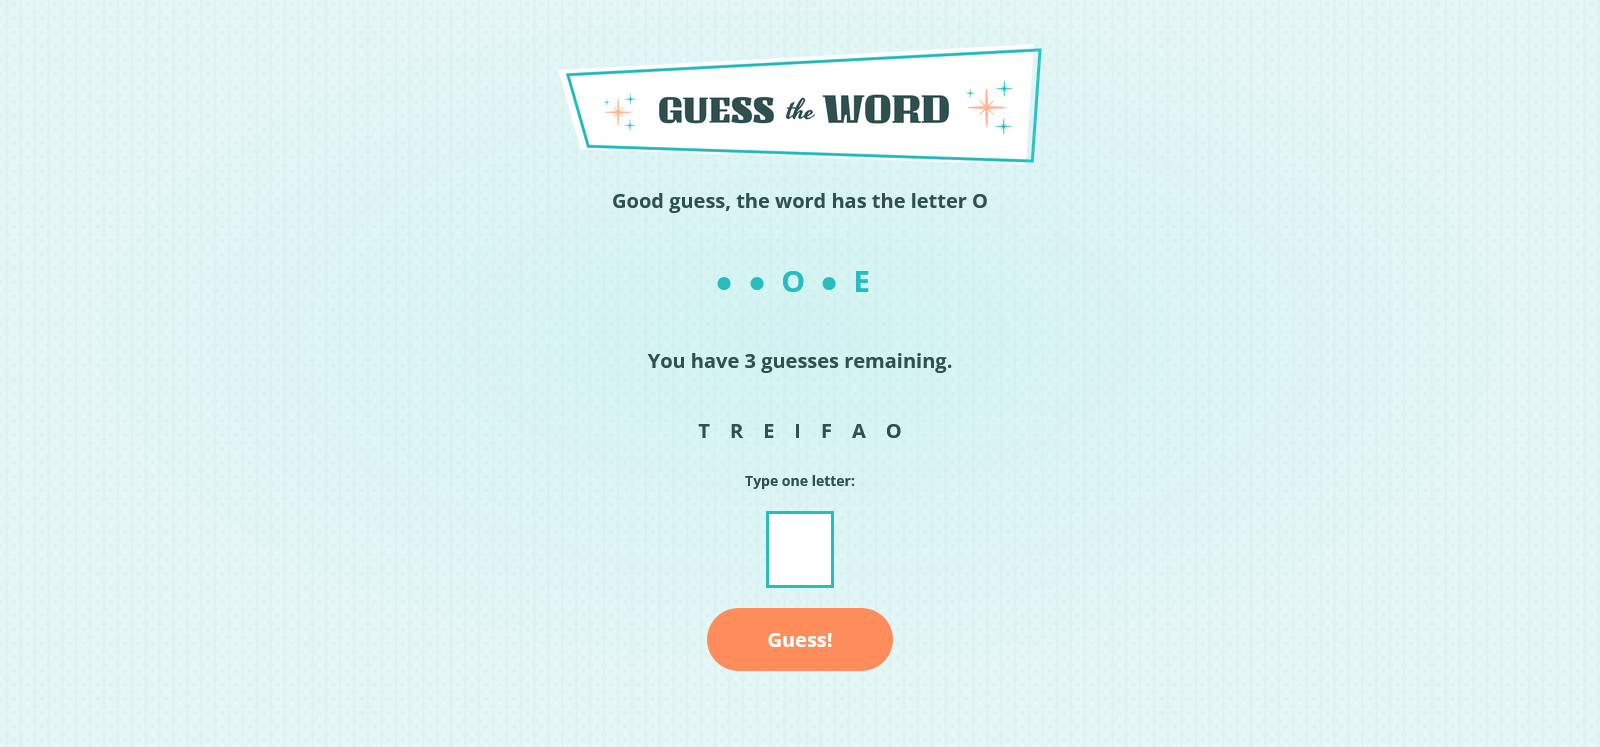 GUESS the WORD
Good guess, the word has the letter O
● ● O ● E
You have 3 guesses remaining.
T R E I F A O
Type one letter:
Guess!